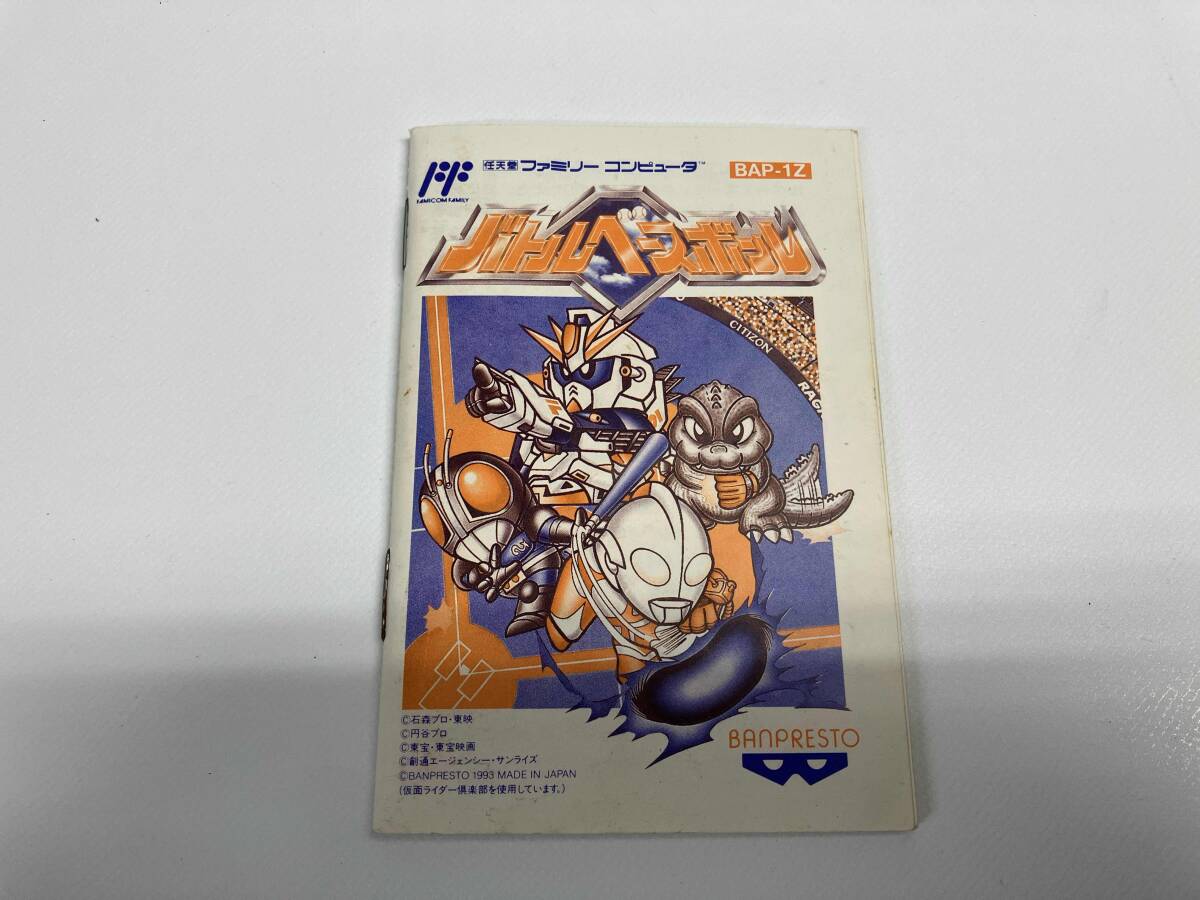 FF
FAMICOM FAMILY
任天堂 ファミリー コンピュータ™
BAP-1Z
バトルベースボール
CITIZON
©石森プロ・東映
©円谷プロ
©東宝・東宝映画
©創通エージェンシー・サンライズ
©BANPRESTO 1993 MADE IN JAPAN
(仮面ライダー倶楽部を使用しています。)
BANPRESTO